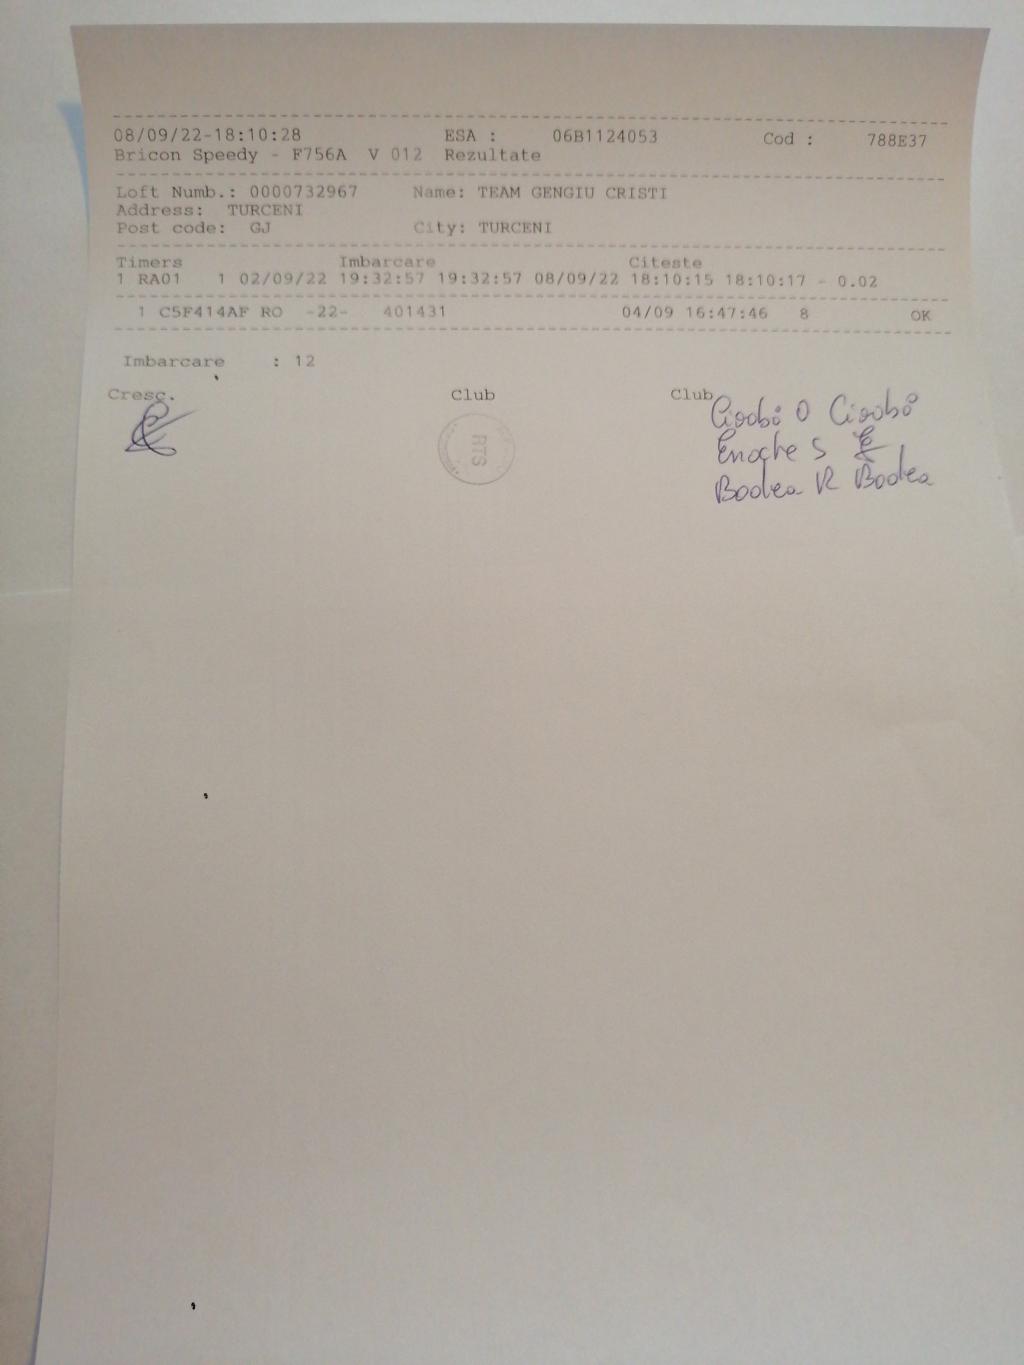 08/09/22-18:10:28 ESA : 06B1124053 Cod : 788E37
Bricon Speedy - F756A V 012 Rezultate
Loft Numb.: 0000732967 Name: TEAM GENGIU CRISTI
Address: TURCENI
Post code: GJ City: TURCENI
Timers Imbarcare Citeste
1 RA01 1 02/09/22 19:32:57 19:32:57 08/09/22 18:10:15 18:10:17 - 0.02
1 C5F414AF RO -22- 401431 04/09 16:47:46 8 OK
Imbarcare : 12
Cresc. Club Club
RTS
Enache S
Bodea R Bodea